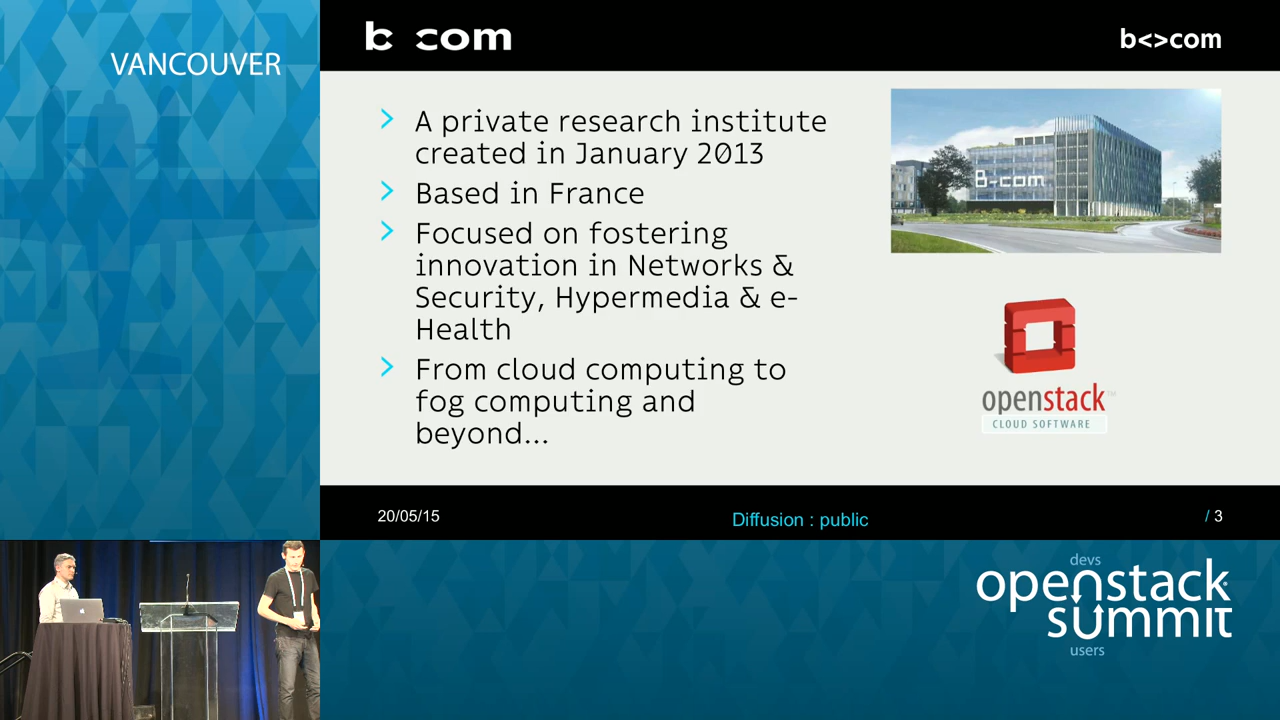 VANCOUVER
b com
b<>com
> A private research institute
created in January 2013
> Based in France
> Focused on fostering
innovation in Networks &
Security, Hypermedia & e-
Health
> From cloud computing to
fog computing and
beyond...
B-com
openstack™
CLOUD SOFTWARE
20/05/15
Diffusion : public
/ 3
devs
openstack
summit
users